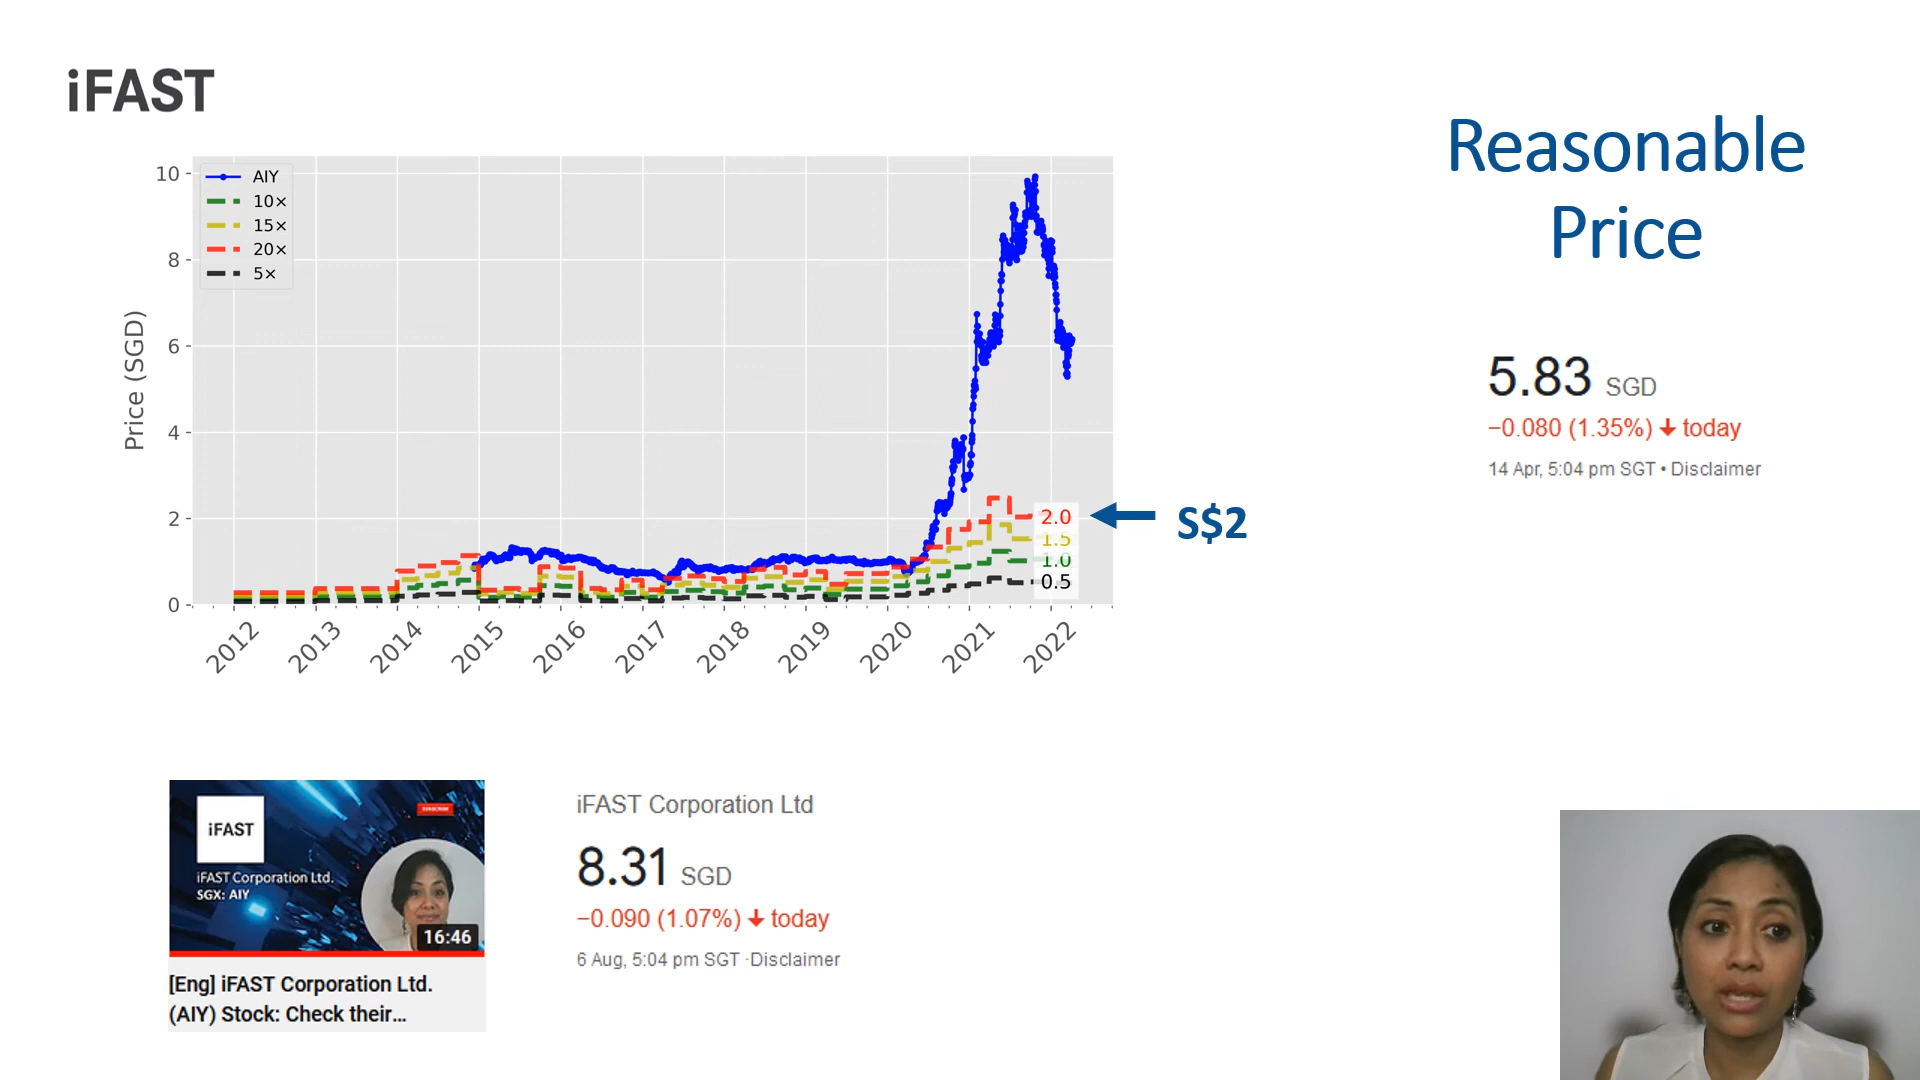 iFAST
Reasonable
Price
10
8
6
4
2
0
Price (SGD)
AIY
10×
15×
20×
5×
2.0
1.5
1.0
0.5
S$2
2012
2013
2014
2015
2016
2017
2018
2019
2020
2021
2022
5.83 SGD
−0.080 (1.35%) ↓ today
14 Apr, 5:04 pm SGT • Disclaimer
iFAST
iFAST Corporation Ltd.
SGX: AIY
SUBSCRIBE
16:46
[Eng] iFAST Corporation Ltd.
(AIY) Stock: Check their...
iFAST Corporation Ltd
8.31 SGD
−0.090 (1.07%) ↓ today
6 Aug, 5:04 pm SGT ·Disclaimer